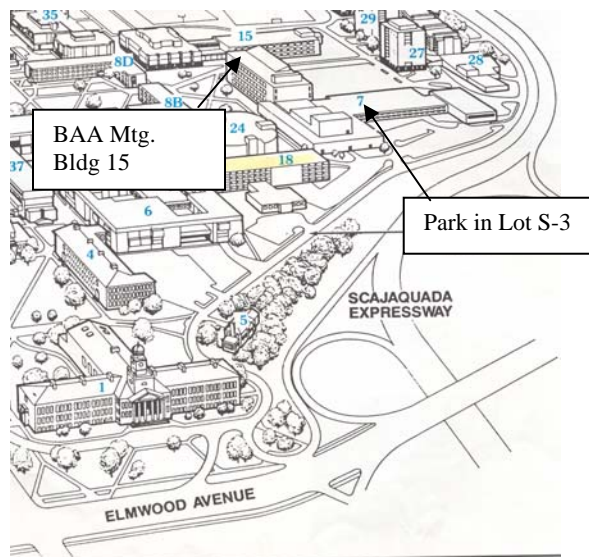 35
29
15
8D
27
28
8B
7
BAA Mtg.
Bldg 15
24
18
37
6
Park in Lot S-3
4
SCAJAQUADA
EXPRESSWAY
5
1
ELMWOOD AVENUE